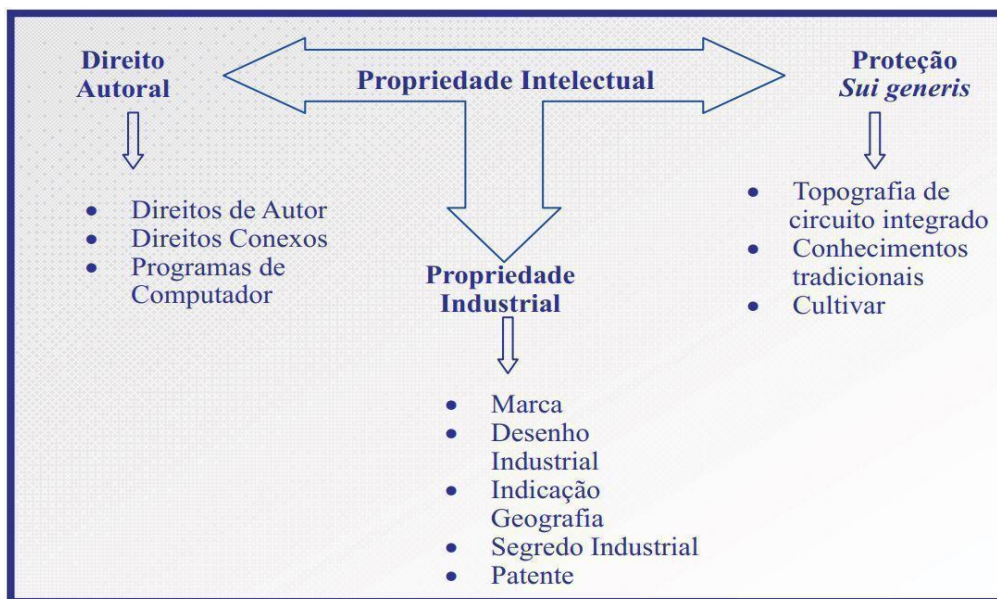 Direito
Autoral
Propriedade Intelectual
Proteção
Sui generis
• Direitos de Autor
• Direitos Conexos
• Programas de
Computador
• Topografia de
circuito integrado
• Conhecimentos
tradicionais
• Cultivar
Propriedade
Industrial
• Marca
• Desenho
Industrial
• Indicação
Geografia
• Segredo Industrial
• Patente